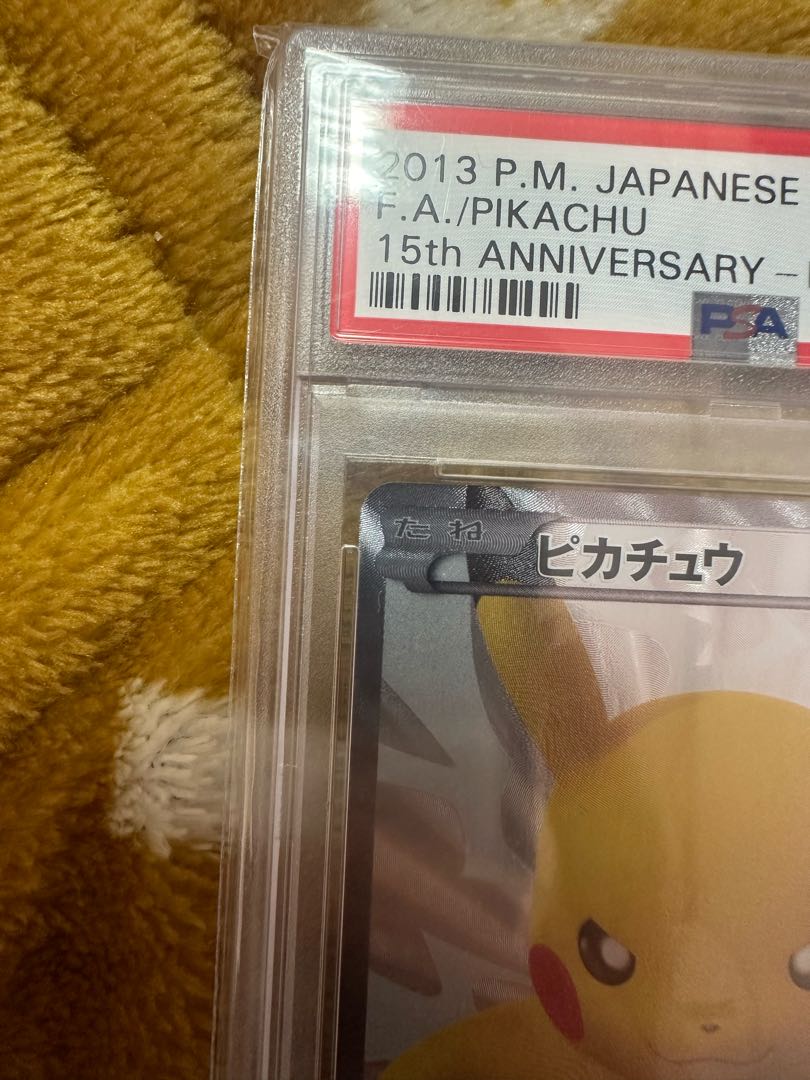 2013 P.M. JAPANESE
F.A./PIKACHU
15th ANNIVERSARY –
PSA
たね
ピカチュウ